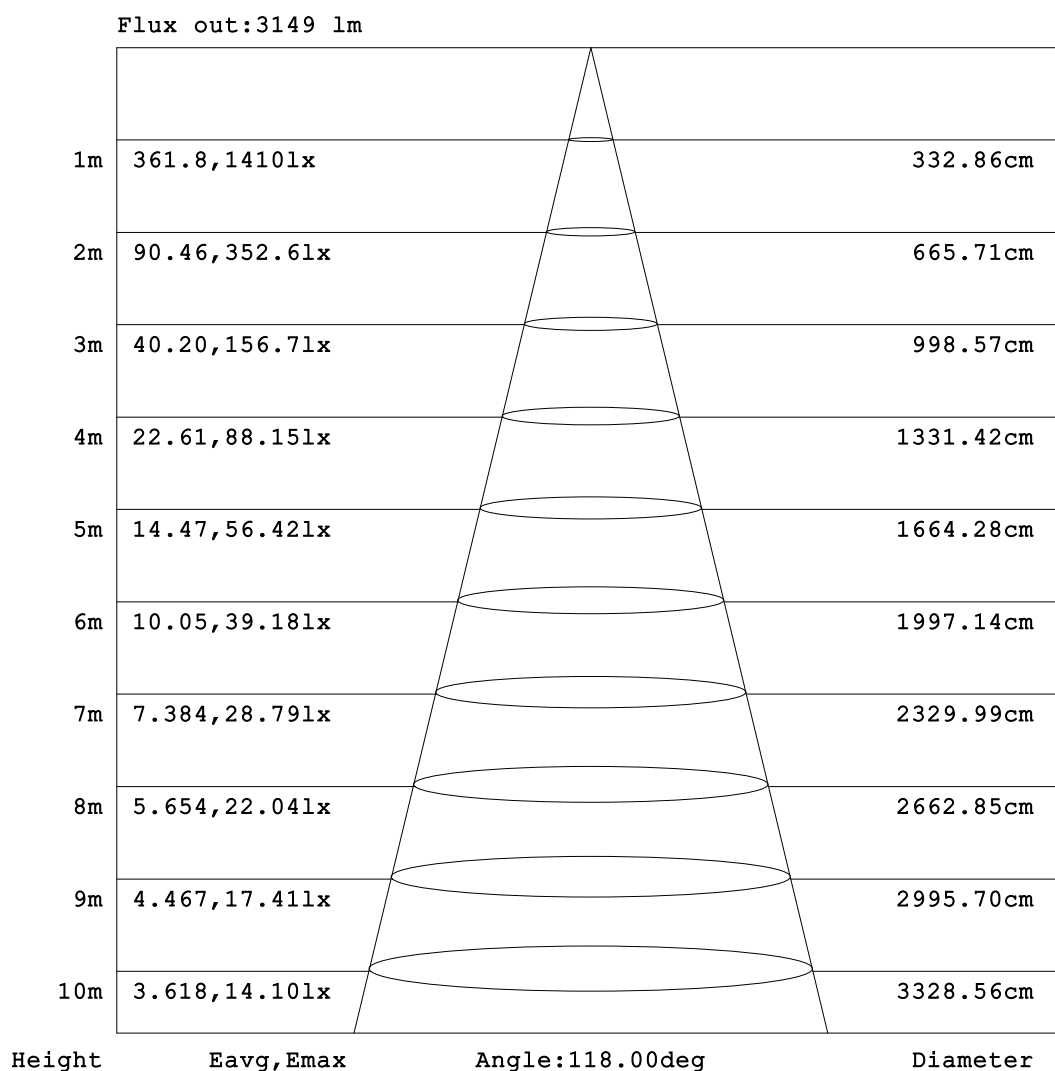 Flux out:3149 lm
1m 361.8,1410lx 332.86cm
2m 90.46,352.6lx 665.71cm
3m 40.20,156.7lx 998.57cm
4m 22.61,88.15lx 1331.42cm
5m 14.47,56.42lx 1664.28cm
6m 10.05,39.18lx 1997.14cm
7m 7.384,28.79lx 2329.99cm
8m 5.654,22.04lx 2662.85cm
9m 4.467,17.41lx 2995.70cm
10m 3.618,14.10lx 3328.56cm
Height Eavg,Emax Angle:118.00deg Diameter